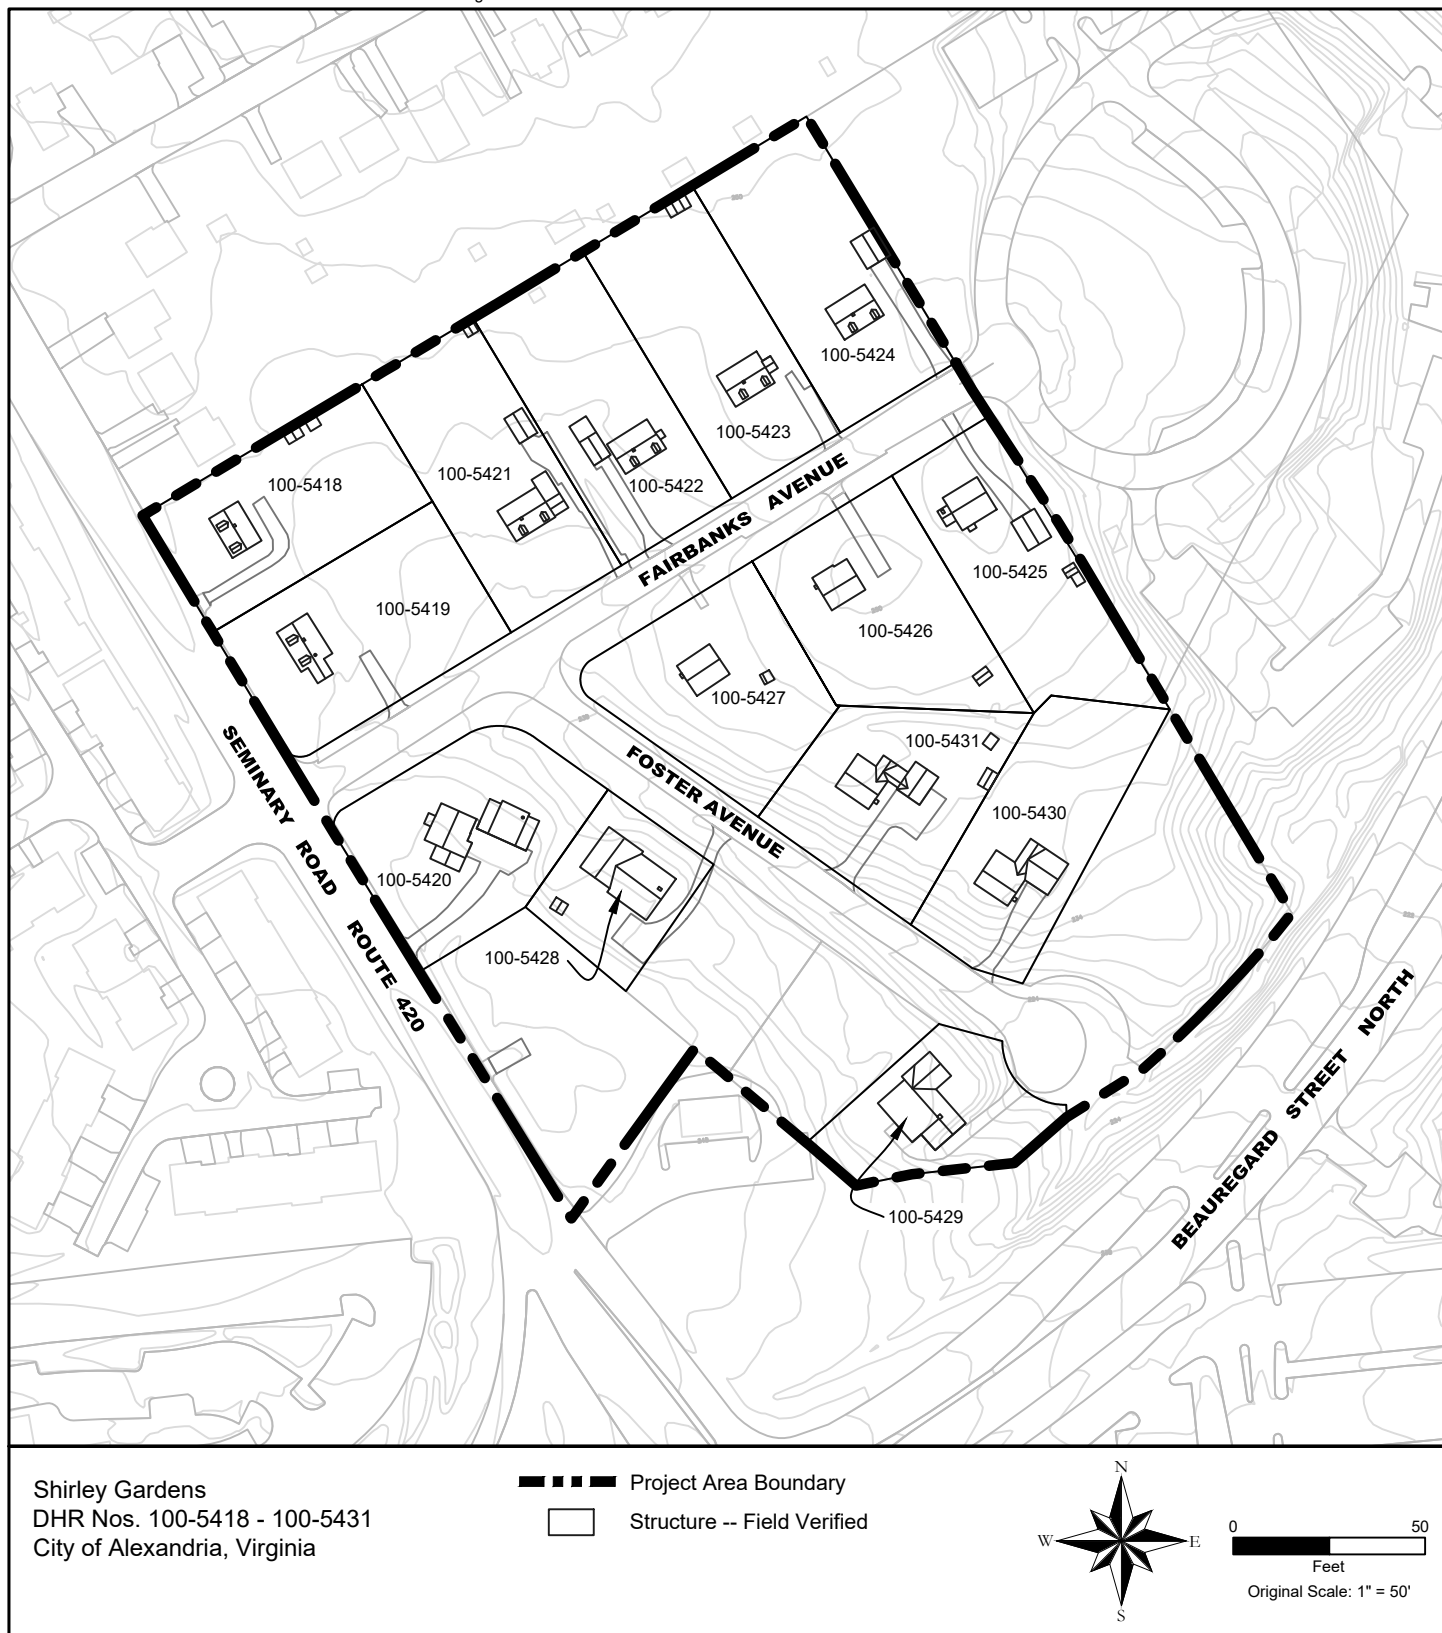 100-5424
100-5423
100-5421
100-5418
100-5422
FAIRBANKS AVENUE
100-5425
100-5419
100-5426
100-5427
100-5431
SEMINARY ROAD ROUTE 420
FOSTER AVENUE
100-5430
100-5420
100-5428
BEAUREGARD STREET NORTH
100-5429
Shirley Gardens
DHR Nos. 100-5418 - 100-5431
City of Alexandria, Virginia
Project Area Boundary
Structure -- Field Verified
N
W
E
S
0 50
Feet
Original Scale: 1" = 50'